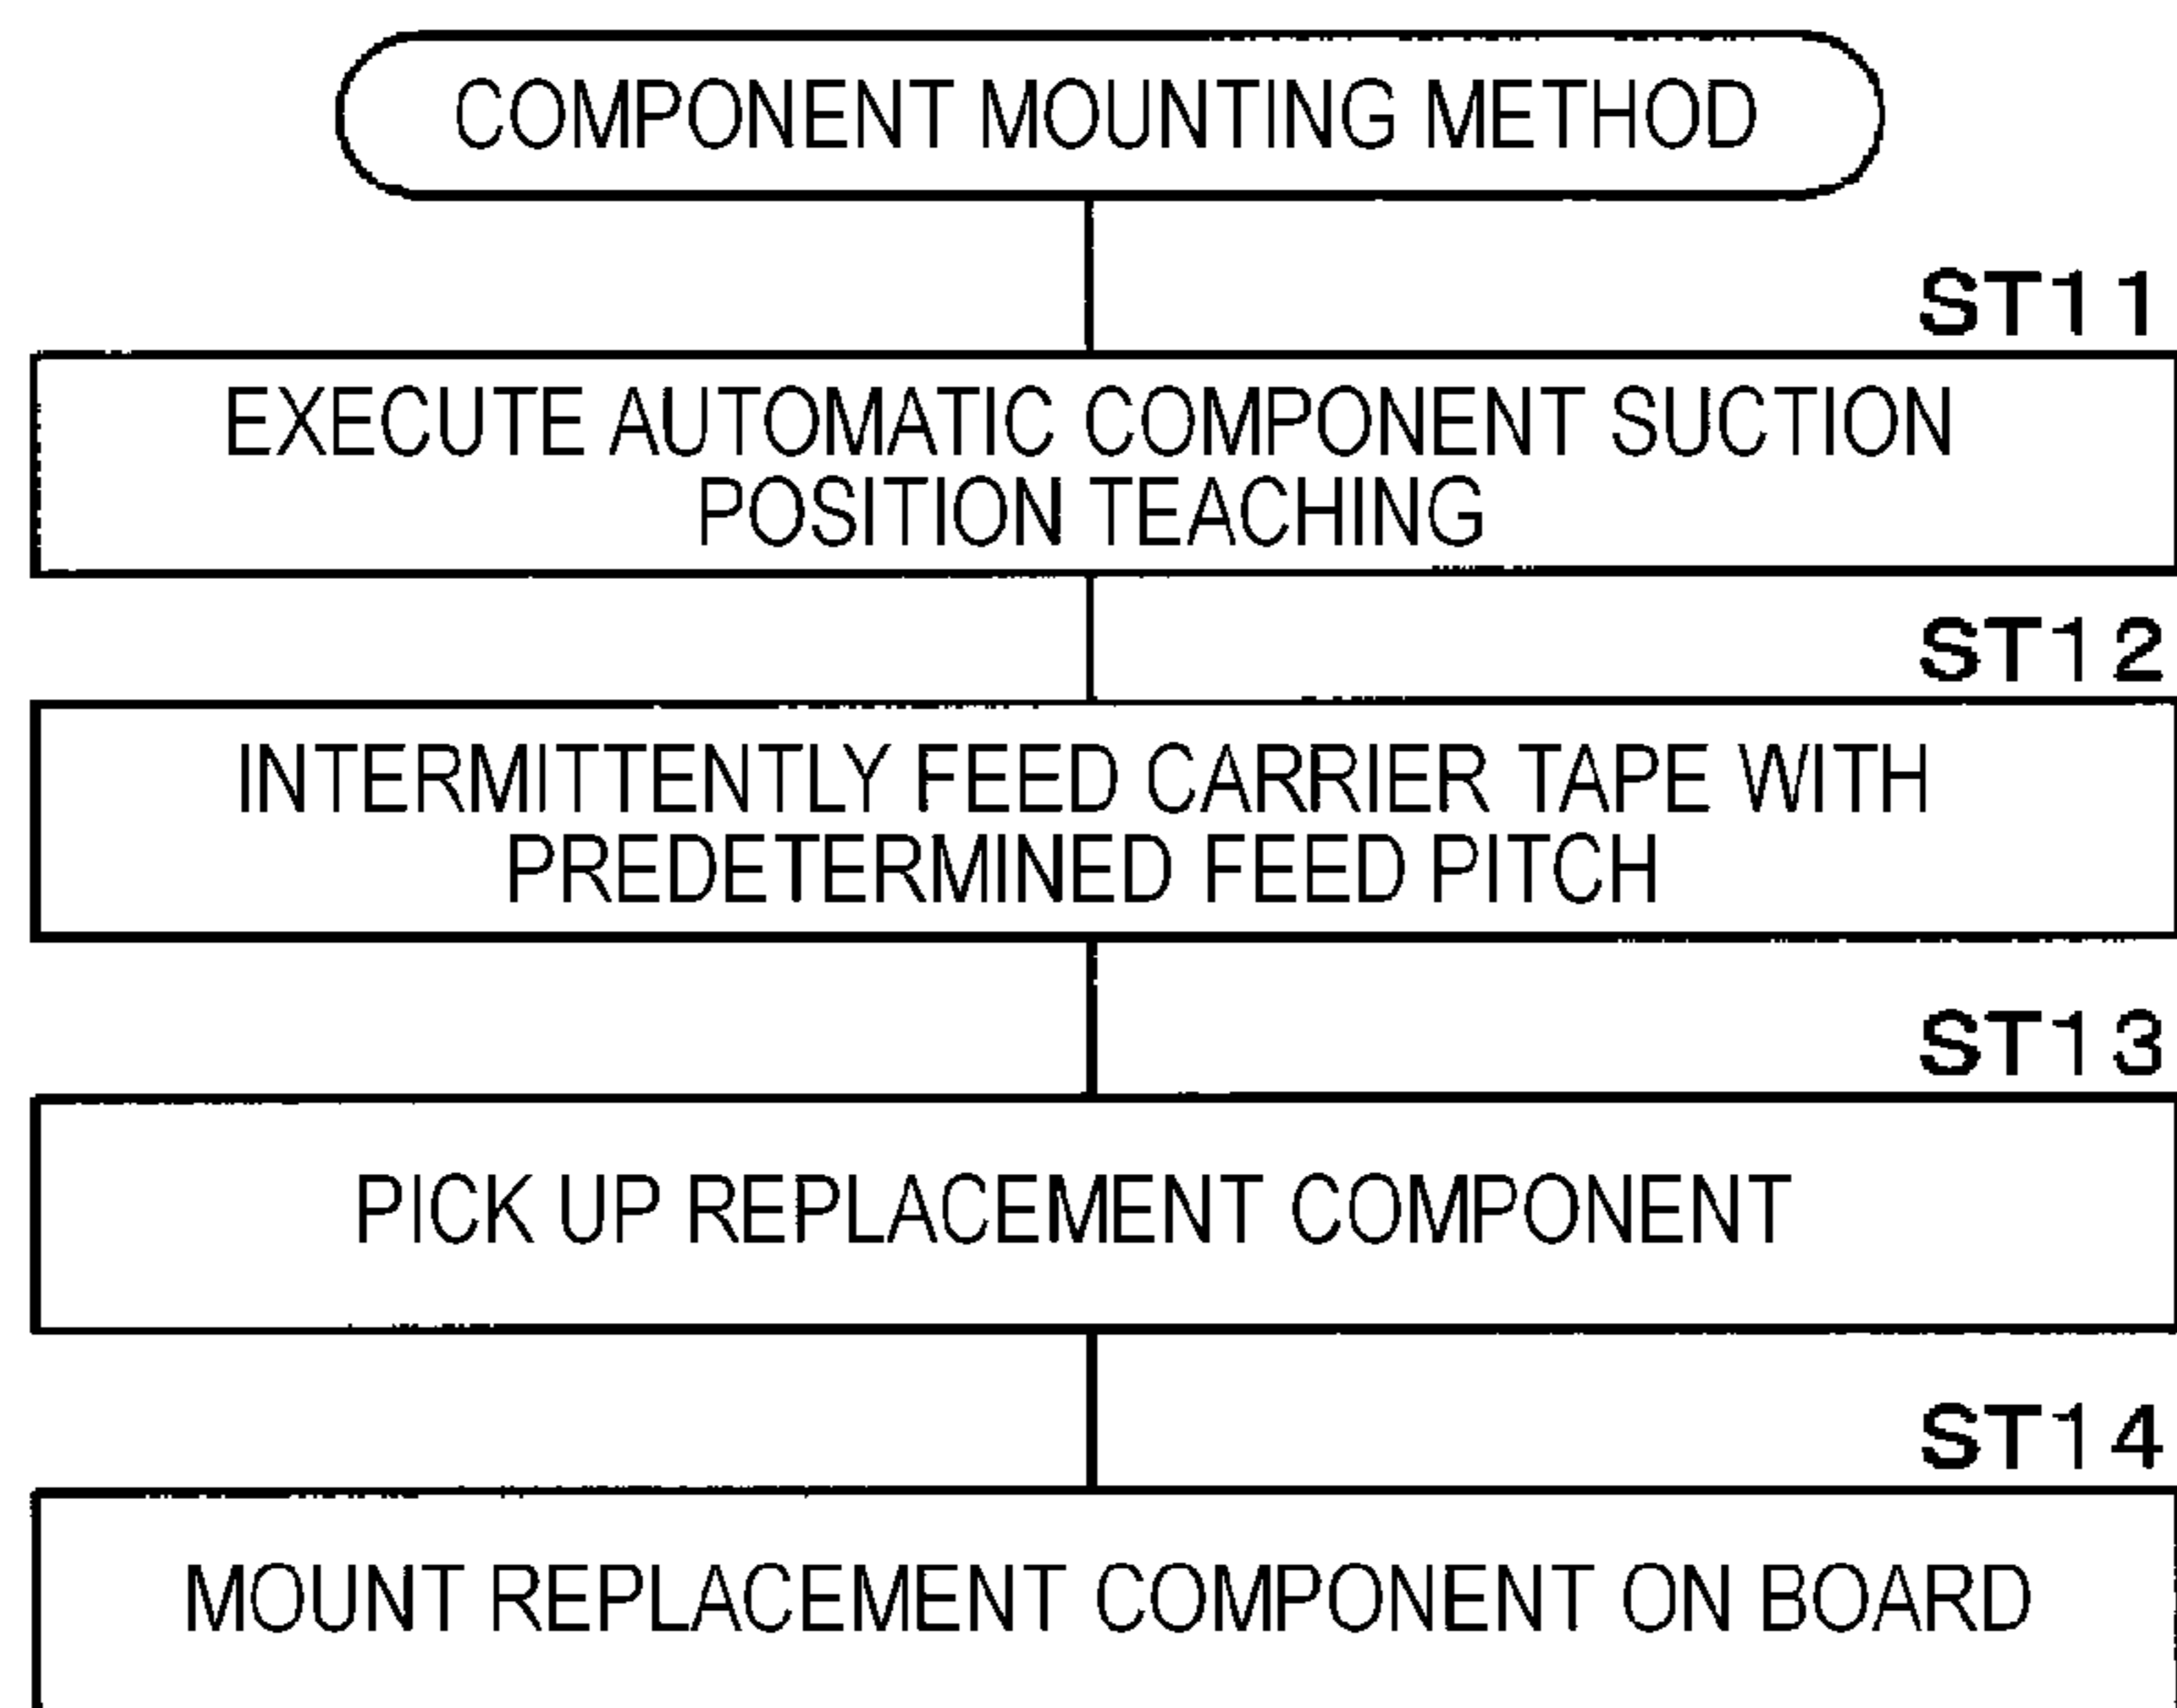 COMPONENT MOUNTING METHOD
ST11
EXECUTE AUTOMATIC COMPONENT SUCTION
POSITION TEACHING
ST12
INTERMITTENTLY FEED CARRIER TAPE WITH
PREDETERMINED FEED PITCH
ST13
PICK UP REPLACEMENT COMPONENT
ST14
MOUNT REPLACEMENT COMPONENT ON BOARD